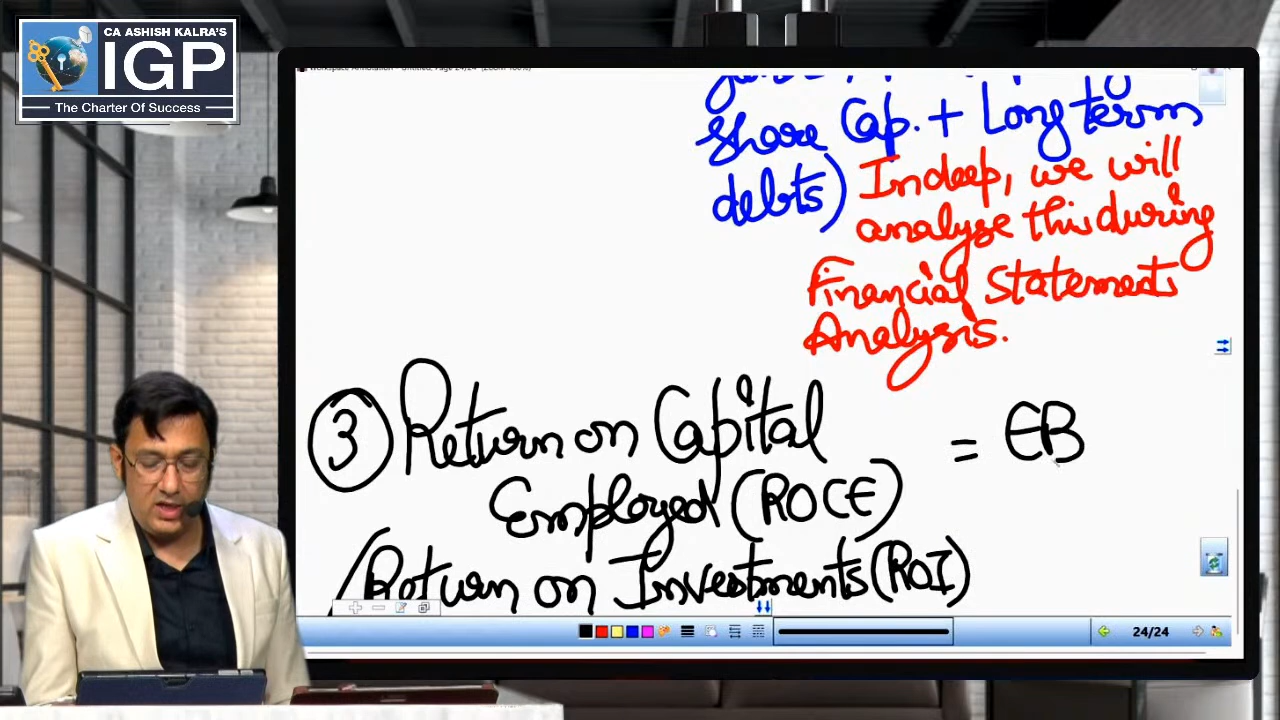 CA ASHISH KALRA'S
IGP
The Charter Of Success
Share Cap. + Long term
debts) Indeep, we will
analyse this during
Financial Statements
Analysis.
③ Return on Capital = EB
Employed (ROCE)
/Return on Investments (ROI)
24/24